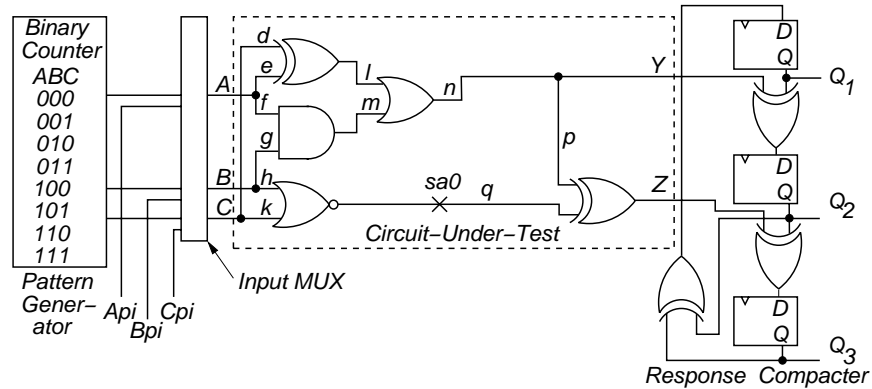 Binary
Counter
ABC
000
001
010
011
100
101
110
111
Pattern
Gener–
ator
Api
Bpi
Cpi
Input MUX
A
B
C
d
e
f
g
h
k
l
m
n
sa0
q
p
Y
Z
Circuit–Under–Test
D
Q
Q1
D
Q
Q2
D
Q
Q3
Response Compacter